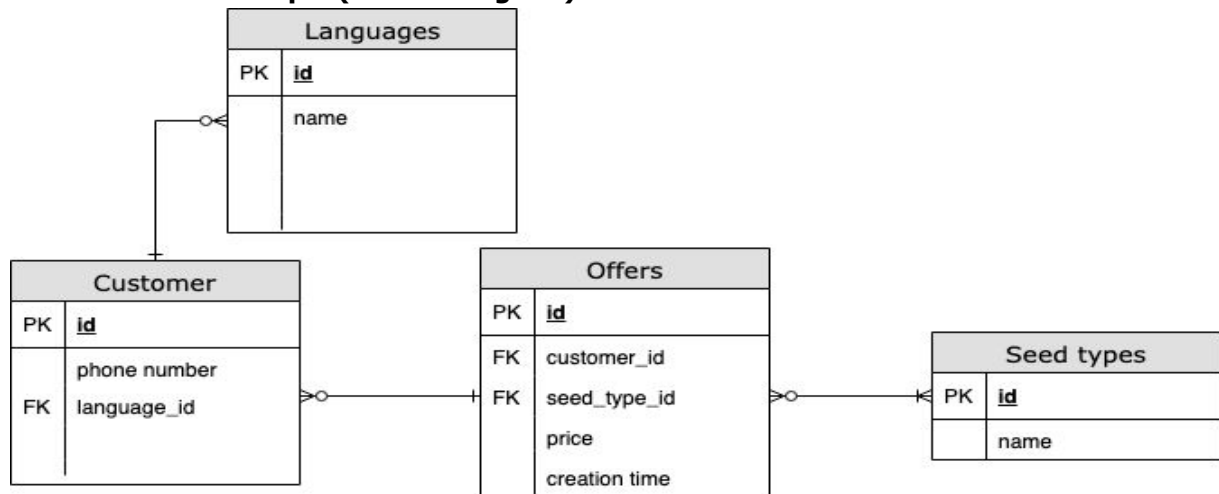 Languages
PK id
name
Customer
PK id
phone number
FK language_id
Offers
PK id
FK customer_id
FK seed_type_id
price
creation time
Seed types
PK id
name